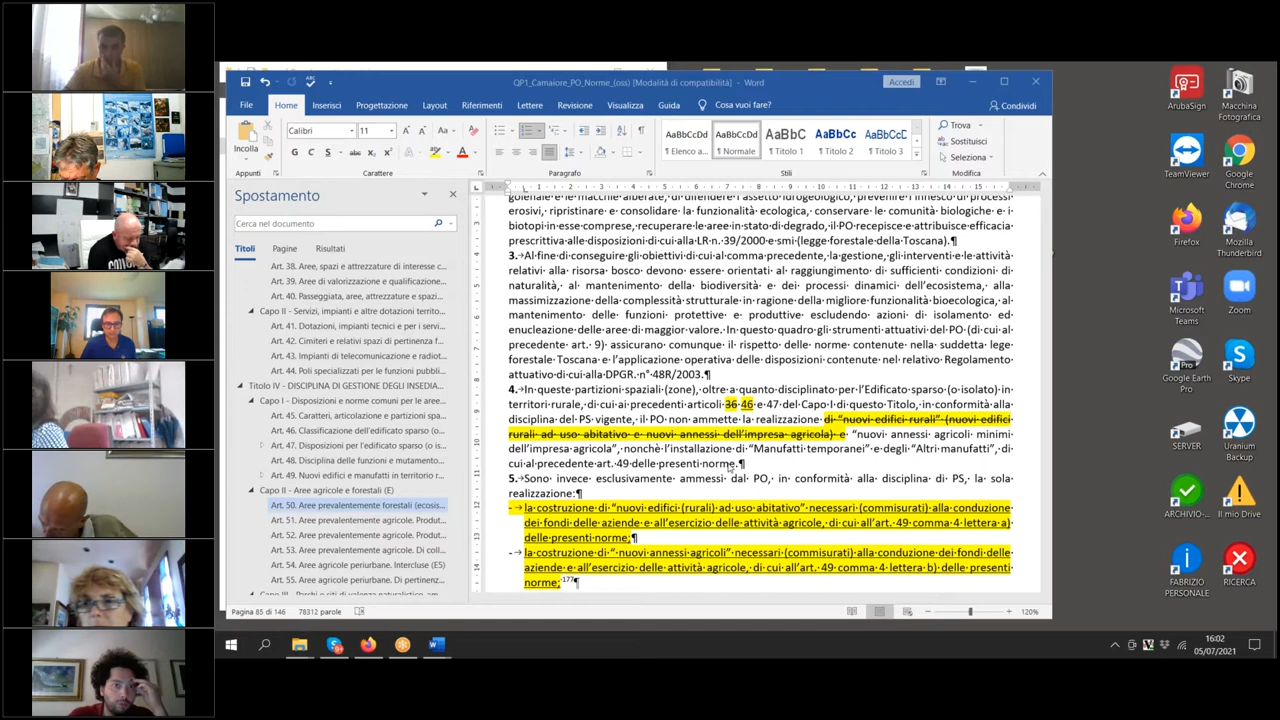 QP1_Camaiore_PO_Norme_(oss) [Modalità di compatibilità] - Word
Accedi
File Home Inserisci Progettazione Layout Riferimenti Lettere Revisione Visualizza Guida Cosa vuoi fare? Condividi
Incolla
Calibri 11
G C S abc
AaBbCcDd AaBbCcDd AaBbC AaBbCc AaBbCcD
¶ Elenco a... ¶ Normale ¶ Titolo 1 ¶ Titolo 2 ¶ Titolo 3
Trova
Sostituisci
Seleziona
Appunti Carattere Paragrafo Stili Modifica
Spostamento
Cerca nel documento
Titoli Pagine Risultati
Art. 38. Aree, spazi e attrezzature di interesse c...
Art. 39. Aree di valorizzazione e qualificazione...
Art. 40. Passeggiata, aree, attrezzature e spazi...
Capo II - Servizi, impianti e altre dotazioni territo...
Art. 41. Dotazioni, impianti tecnici e per i servi...
Art. 42. Cimiteri e relativi spazi di pertinenza f...
Art. 43. Impianti di telecomunicazione e radiot...
Art. 44. Poli specializzati per le funzioni pubbli...
Titolo IV - DISCIPLINA DI GESTIONE DEGLI INSEDIA...
Capo I - Disposizioni e norme comuni per le aree...
Art. 45. Caratteri, articolazione e partizioni spa...
Art. 46. Classificazione dell'edificato sparso (o...
Art. 47. Disposizioni per l'edificato sparso (o is...
Art. 48. Disciplina delle funzioni e mutamento...
Art. 49. Nuovi edifici e manufatti in territorio r...
Capo II - Aree agricole e forestali (E)
Art. 50. Aree prevalentemente forestali (ecosis...
Art. 51. Aree prevalentemente agricole. Produt...
Art. 52. Aree prevalentemente agricole. Produt...
Art. 53. Aree prevalentemente agricole. Di coll...
Art. 54. Aree agricole periurbane. Intercluse (E5)
Art. 55. Aree agricole periurbane. Di pertinenz...
erosivi, ripristinare e consolidare la funzionalità ecologica, conservare le comunità biologiche e i
biotopi in esse comprese, recuperare le aree in stato di degrado, il PO recepisce e attribuisce efficacia
prescrittiva alle disposizioni di cui alla LR n. 39/2000 e smi (legge forestale della Toscana).¶
3. Al fine di conseguire gli obiettivi di cui al comma precedente, la gestione, gli interventi e le attività
relativi alla risorsa bosco devono essere orientati al raggiungimento di sufficienti condizioni di
naturalità, al mantenimento della biodiversità e dei processi dinamici dell'ecosistema, alla
massimizzazione della complessità strutturale in ragione della migliore funzionalità bioecologica, al
mantenimento delle funzioni protettive e produttive escludendo azioni di isolamento ed
enucleazione delle aree di maggior valore. In questo quadro gli strumenti attuativi del PO (di cui al
precedente art. 9) assicurano comunque il rispetto delle norme contenute nella suddetta lege
forestale Toscana e l'applicazione operativa delle disposizioni contenute nel relativo Regolamento
attuativo di cui alla DPGR. n° 48R/2003.¶
4. In queste partizioni spaziali (zone), oltre a quanto disciplinato per l'Edificato sparso (o isolato) in
territorio rurale, di cui ai precedenti articoli 36 46 e 47 del Capo I di questo Titolo, in conformità alla
disciplina del PS vigente, il PO non ammette la realizzazione di "nuovi edifici rurali" (nuovi edifici
rurali ad uso abitativo e nuovi annessi dell'impresa agricola) e "nuovi annessi agricoli minimi
dell'impresa agricola", nonchè l'installazione di "Manufatti temporanei" e degli "Altri manufatti", di
cui al precedente art. 49 delle presenti norme.¶
5. Sono invece esclusivamente ammessi dal PO, in conformità alla disciplina di PS, la sola
realizzazione:¶
- la costruzione di "nuovi edifici (rurali) ad uso abitativo" necessari (commisurati) alla conduzione
dei fondi delle aziende e all'esercizio delle attività agricole, di cui all'art. 49 comma 4 lettera a)
delle presenti norme;¶
- la costruzione di " nuovi annessi agricoli" necessari (commisurati) alla conduzione dei fondi delle
aziende e all'esercizio delle attività agricole, di cui all'art. 49 comma 4 lettera b) delle presenti
norme; 177¶
Pagina 85 di 146 78312 parole 120%
ArubaSign
Macchina Fotografica
TeamViewer
Google Chrome
Firefox
Mozilla Thunderbird
Microsoft Teams
Zoom
Google Earth Pro
Skype
SERVER
Uranium Backup
ARCHIVIO-...
Il mio Drive
FABRIZIO PERSONALE
RICERCA
16:02
05/07/2021